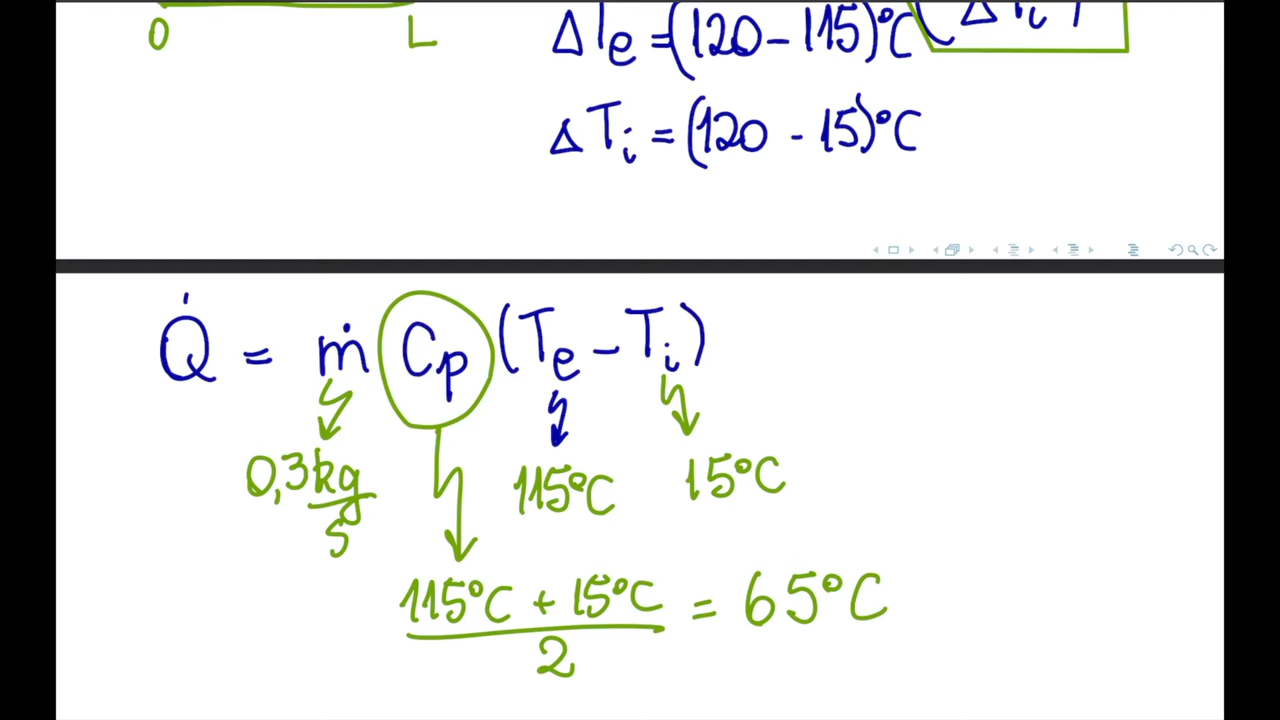 0 L
ΔTe = (120 - 115)°C
ΔTi
ΔTi = (120 - 15)°C
Q̇ = ṁ Cp (Te - Ti)
0,3 kg/s 115°C 15°C
(115°C + 15°C)/2 = 65°C